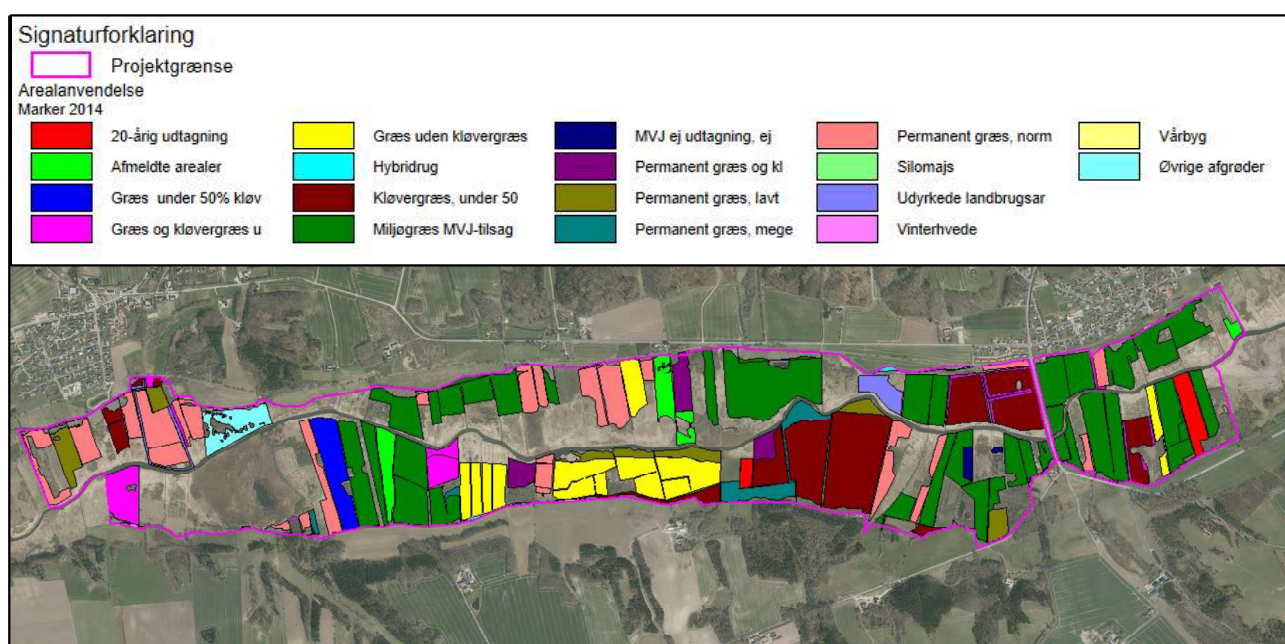 Signaturforklaring
Projektgrænse
Arealanvendelse
Marker 2014
20-årig udtagning
Afmeldte arealer
Græs under 50% kløv
Græs og kløvergræs u
Græs uden kløvergræs
Hybridrug
Kløvergræs, under 50
Miljøgræs MVJ-tilsag
MVJ ej udtagning, ej
Permanent græs og kl
Permanent græs, lavt
Permanent græs, mege
Permanent græs, norm
Silomajs
Udyrkede landbrugsar
Vinterhvede
Vårbyg
Øvrige afgrøder